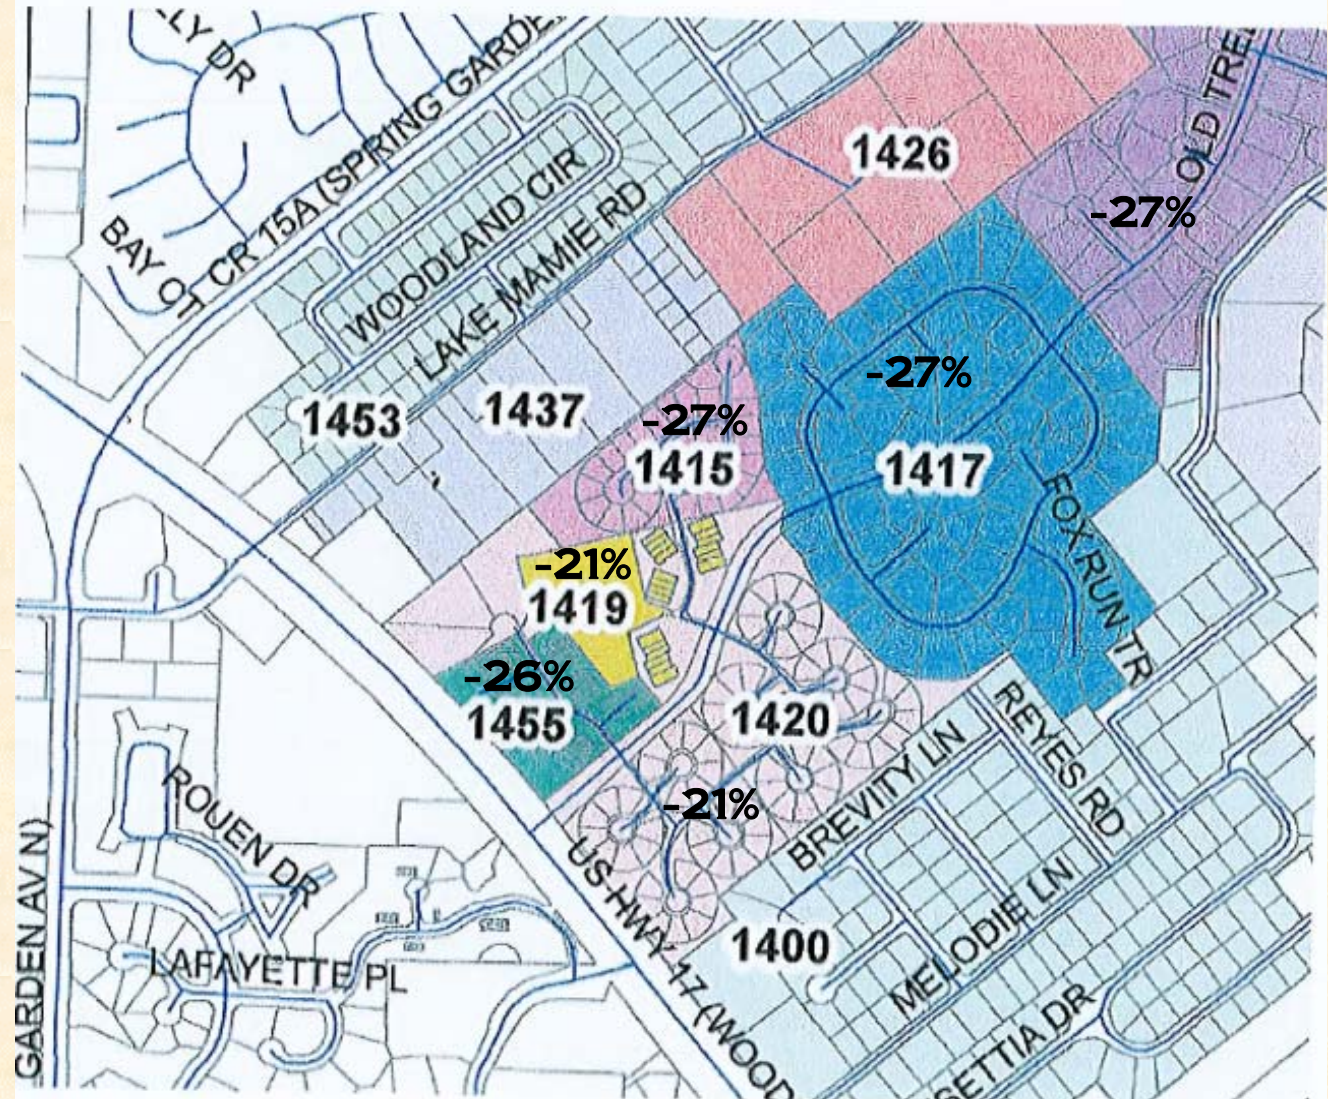 LLY DR
CR 15A (SPRING GARDE
OLD TREE
1426
-27%
WOODLAND CIR
BAY CT
LAKE MAMIE RD
-27%
1453
1437
-27%
1415
1417
FOX RUN TR
-21%
1419
-26%
1455
1420
REYES RD
-21%
BREVITY LN
ROUEN DR
US HWY 17 (WOOD
MELODIE LN
1400
LAFAYETTE PL
GARDEN AV N)
SETTIA DR